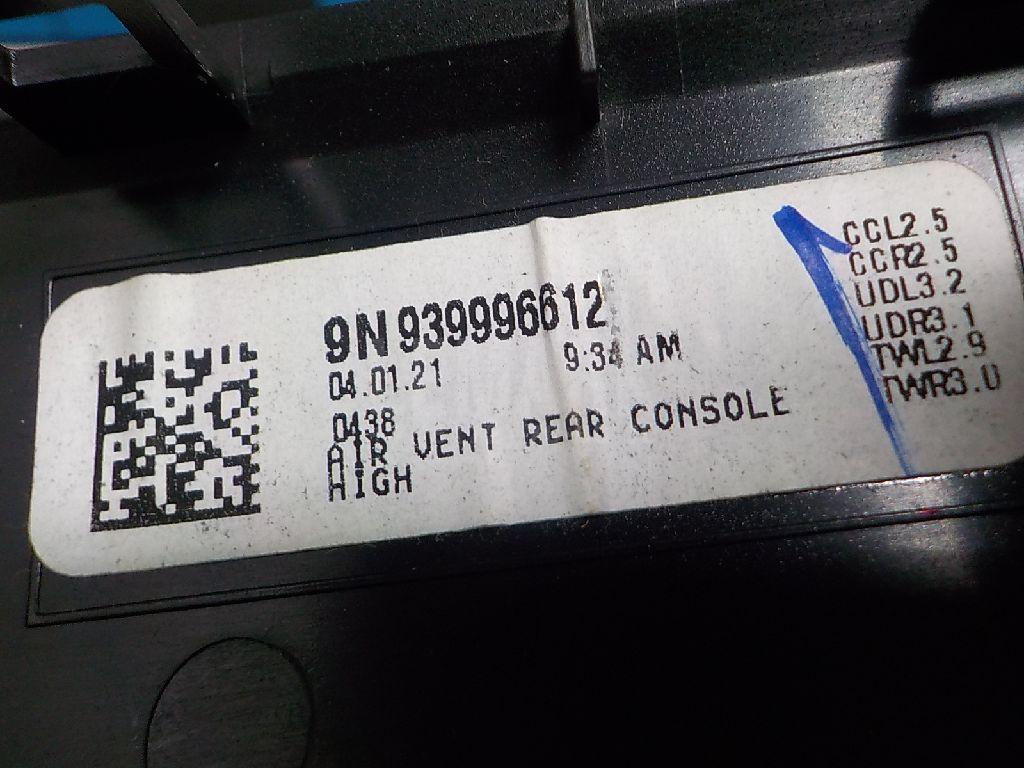 9N939996612
04.01.21 9:34 AM
0438
AIR VENT REAR CONSOLE
HIGH
CCL2.5
CCR2.5
UDL3.2
UDR3.1
TWL2.9
TWR3.0